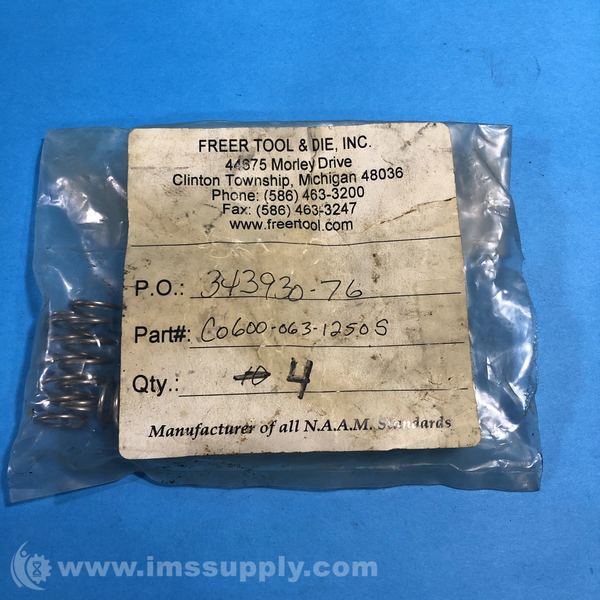 FREER TOOL & DIE, INC.
44875 Morley Drive
Clinton Township, Michigan 48036
Phone: (586) 463-3200
Fax: (586) 463-3247
www.freertool.com
P.O.: 343930-76
Part#: C0600-063-1250S
Qty.: 10 4
Manufacturer of all N.A.A.M. Standards
www.imssupply.com